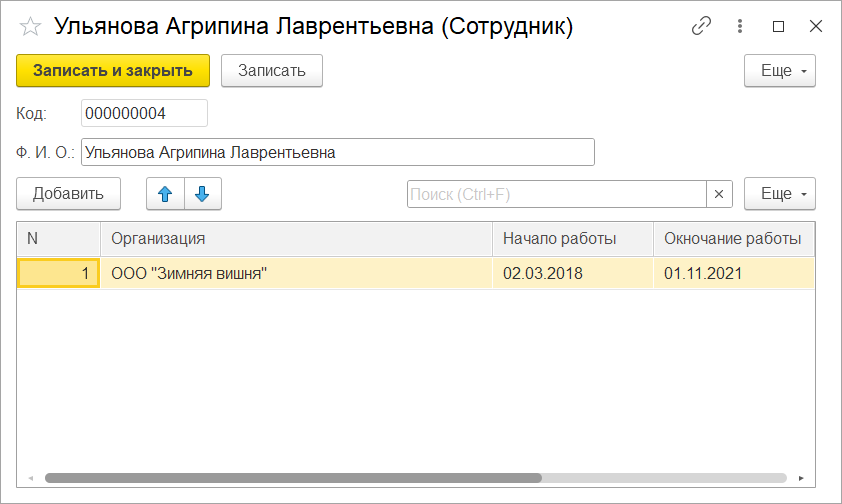 Ульянова Агрипина Лаврентьевна (Сотрудник)
Записать и закрыть Записать Еще
Код: 000000004
Ф. И. О.: Ульянова Агрипина Лаврентьевна
Добавить Поиск (Ctrl+F) Еще
N Организация Начало работы Окночание работы
1 ООО "Зимняя вишня" 02.03.2018 01.11.2021